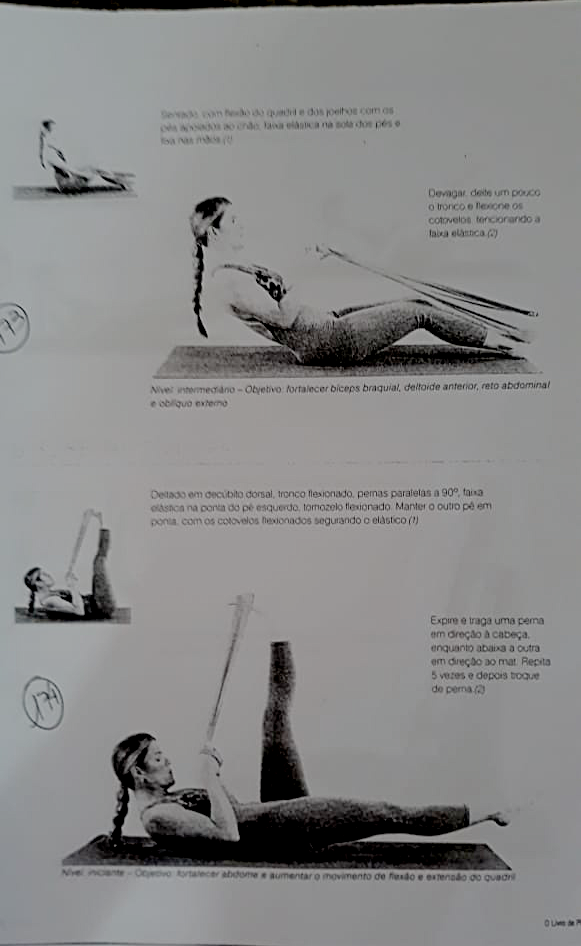 Sentado, com flexão do quadril e dos joelhos com os
pés apoiados ao chão, faixa elástica na sola dos pés e
fixa nas mãos.(1)
Devagar, deite um pouco
o tronco e flexione os
cotovelos, tencionando a
faixa elástica.(2)
173
Nível: intermediário – Objetivo: fortalecer bíceps braquial, deltoide anterior, reto abdominal
e oblíquo externo
Deitado em decúbito dorsal, tronco flexionado, pernas paralelas a 90º, faixa
elástica na ponta do pé esquerdo, tornozelo flexionado. Manter o outro pé em
ponta, com os cotovelos flexionados segurando o elástico.(1)
Expire e traga uma perna
em direção à cabeça,
enquanto abaixa a outra
em direção ao mat. Repita
5 vezes e depois troque
de perna.(2)
174
Nível: iniciante – Objetivo: fortalecer abdome e aumentar o movimento de flexão e extensão do quadril
O Livro de